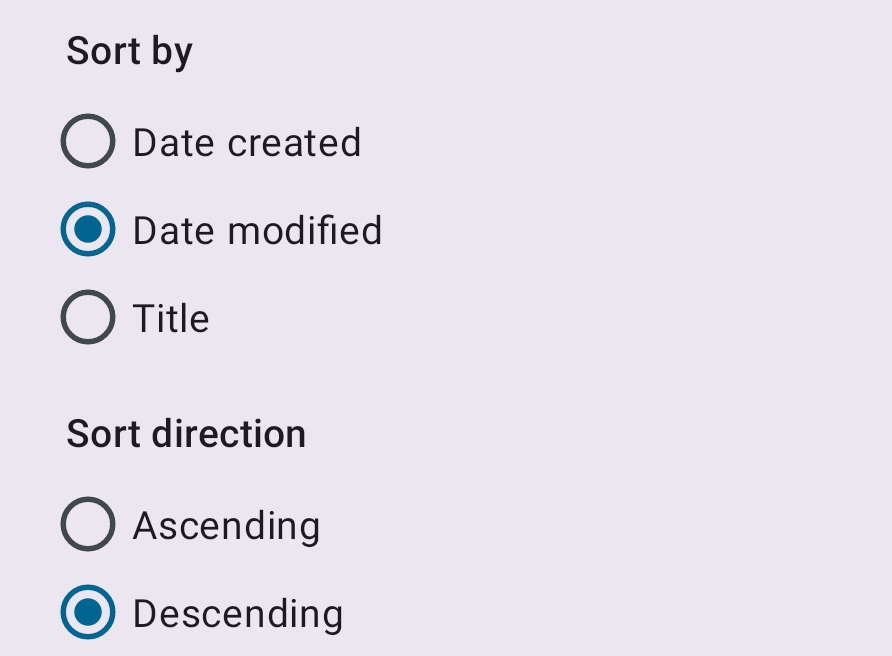 Sort by
Date created
Date modified
Title
Sort direction
Ascending
Descending